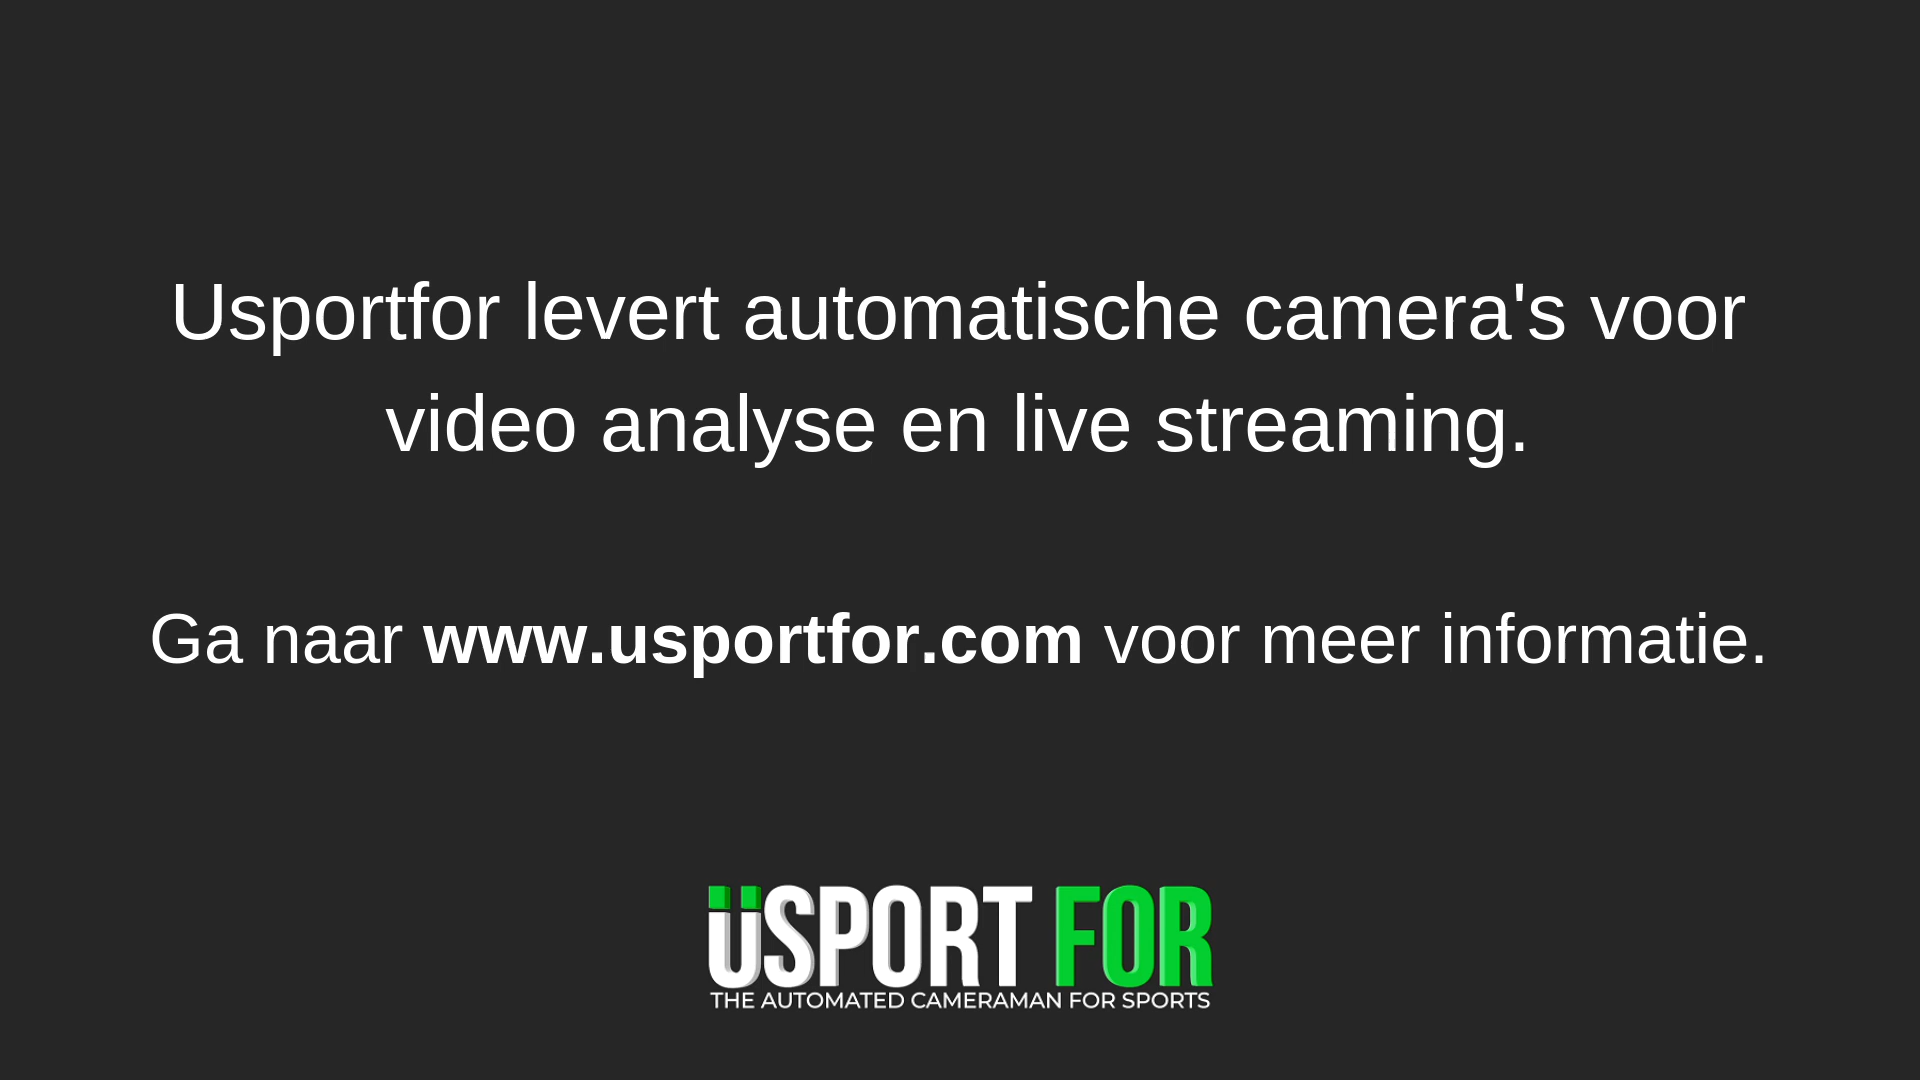 Usportfor levert automatische camera's voor
video analyse en live streaming.
Ga naar www.usportfor.com voor meer informatie.
ÜSPORT FOR
THE AUTOMATED CAMERAMAN FOR SPORTS